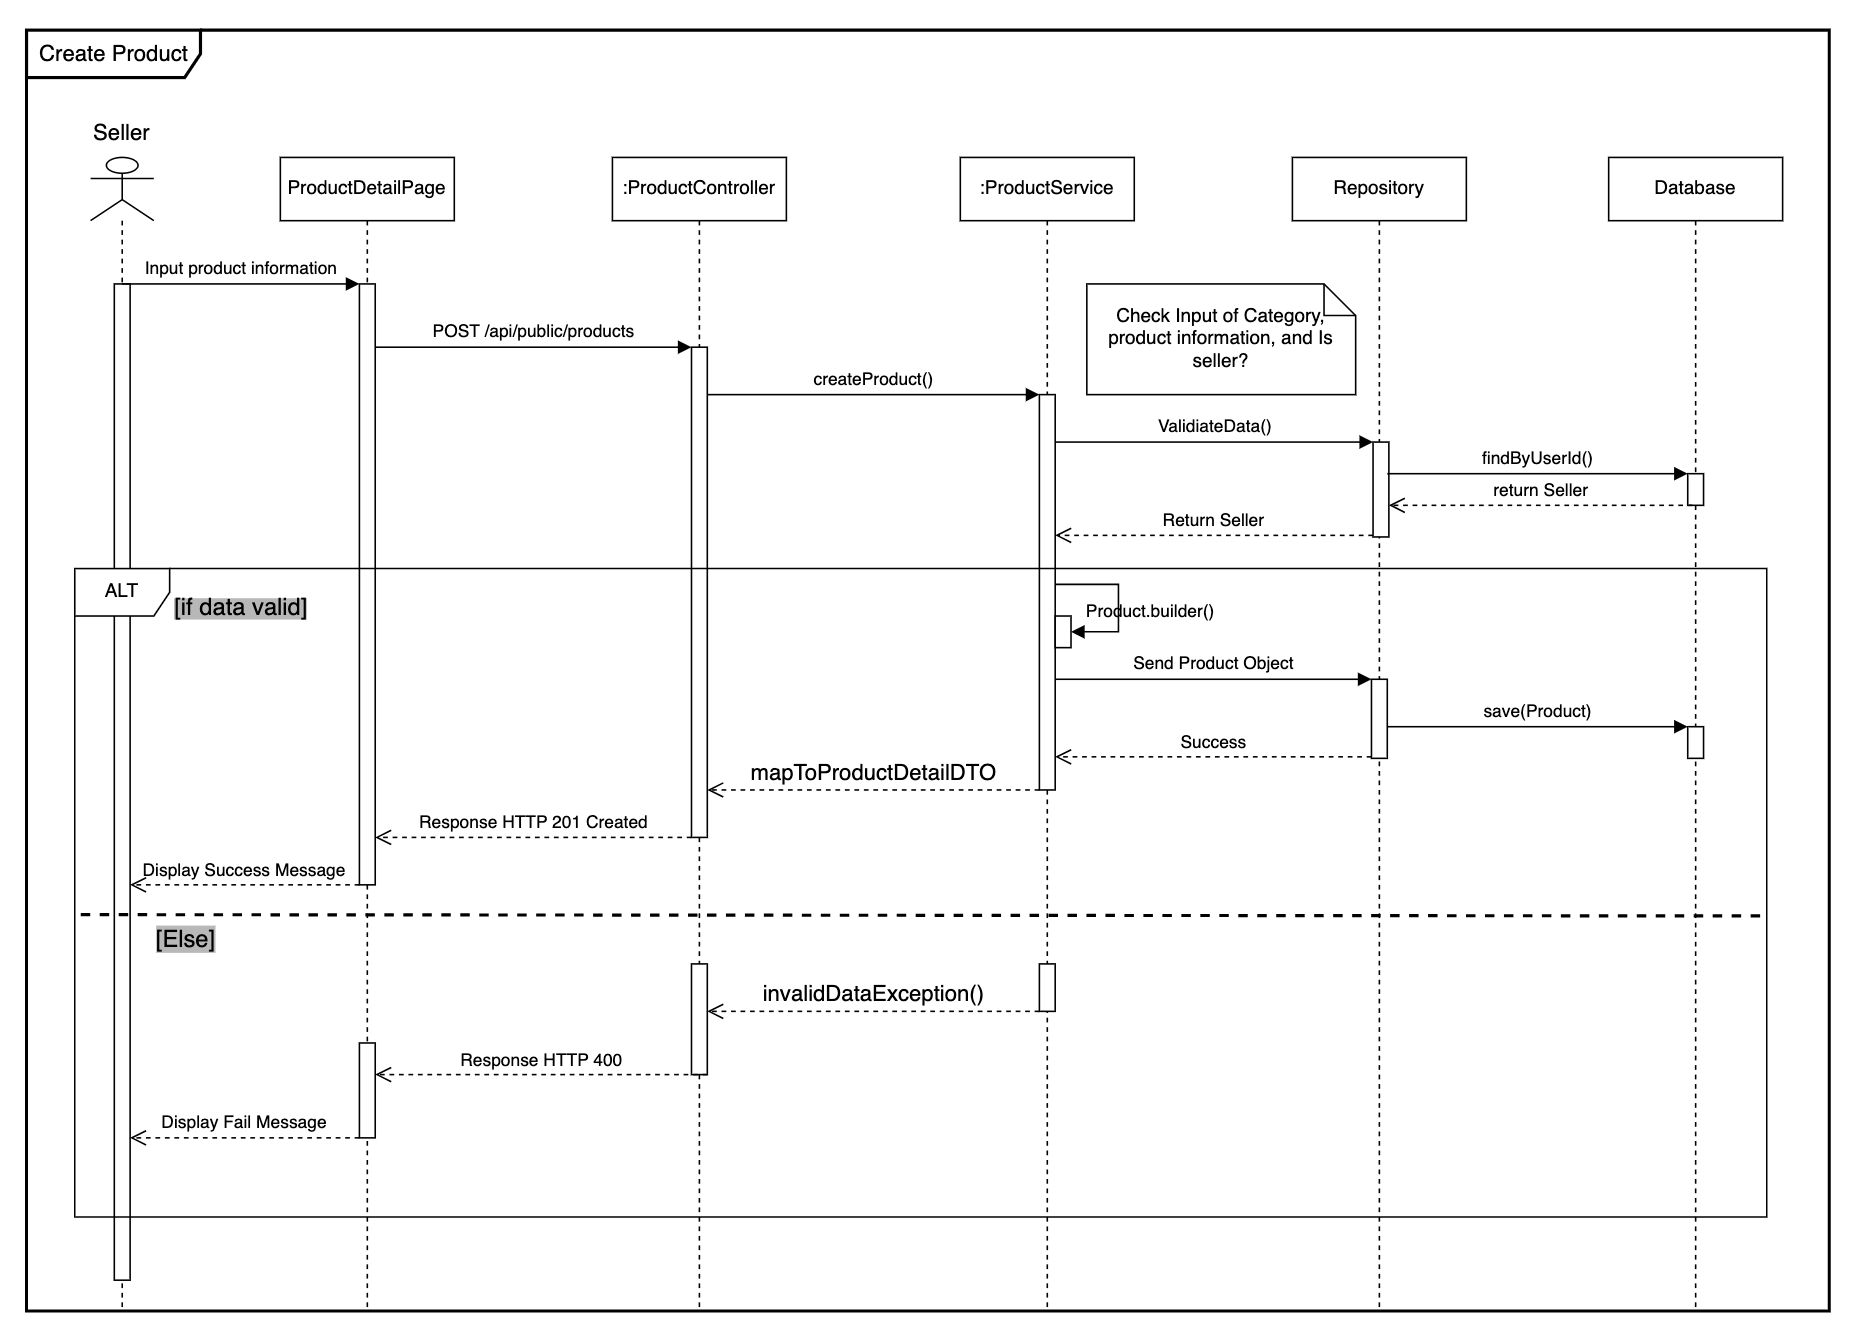 Create Product
Seller
ProductDetailPage
:ProductController
:ProductService
Repository
Database
Input product information
POST /api/public/products
Check Input of Category,
product information, and Is
seller?
createProduct()
ValidiateData()
findByUserId()
return Seller
Return Seller
ALT
[if data valid]
Product.builder()
Send Product Object
save(Product)
Success
mapToProductDetailDTO
Response HTTP 201 Created
Display Success Message
[Else]
invalidDataException()
Response HTTP 400
Display Fail Message